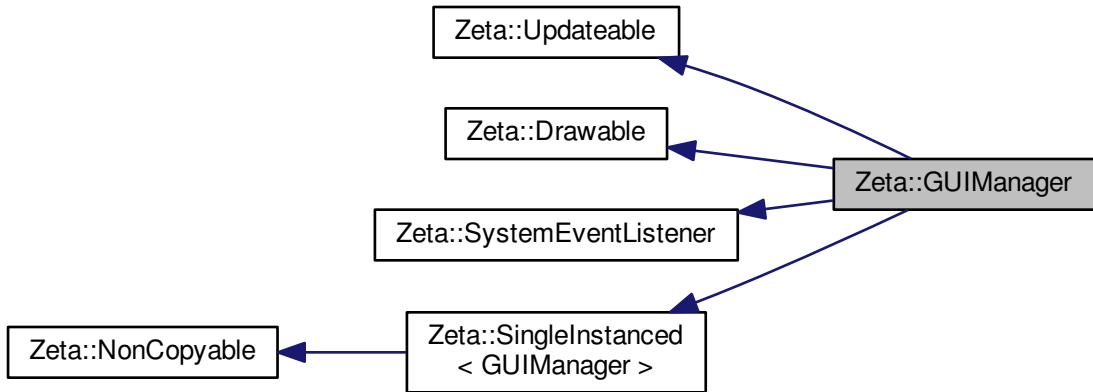 Zeta::Updateable
Zeta::Drawable
Zeta::GUIManager
Zeta::SystemEventListener
Zeta::NonCopyable
Zeta::SingleInstanced
< GUIManager >